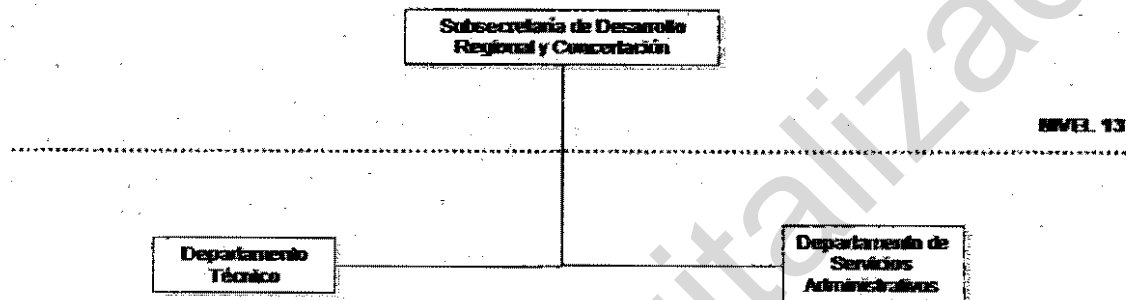 Subsecretaría de Desarrollo
Regional y Concertación
NIVEL 13
Departamento
Técnico
Departamento de
Servicios
Administrativos